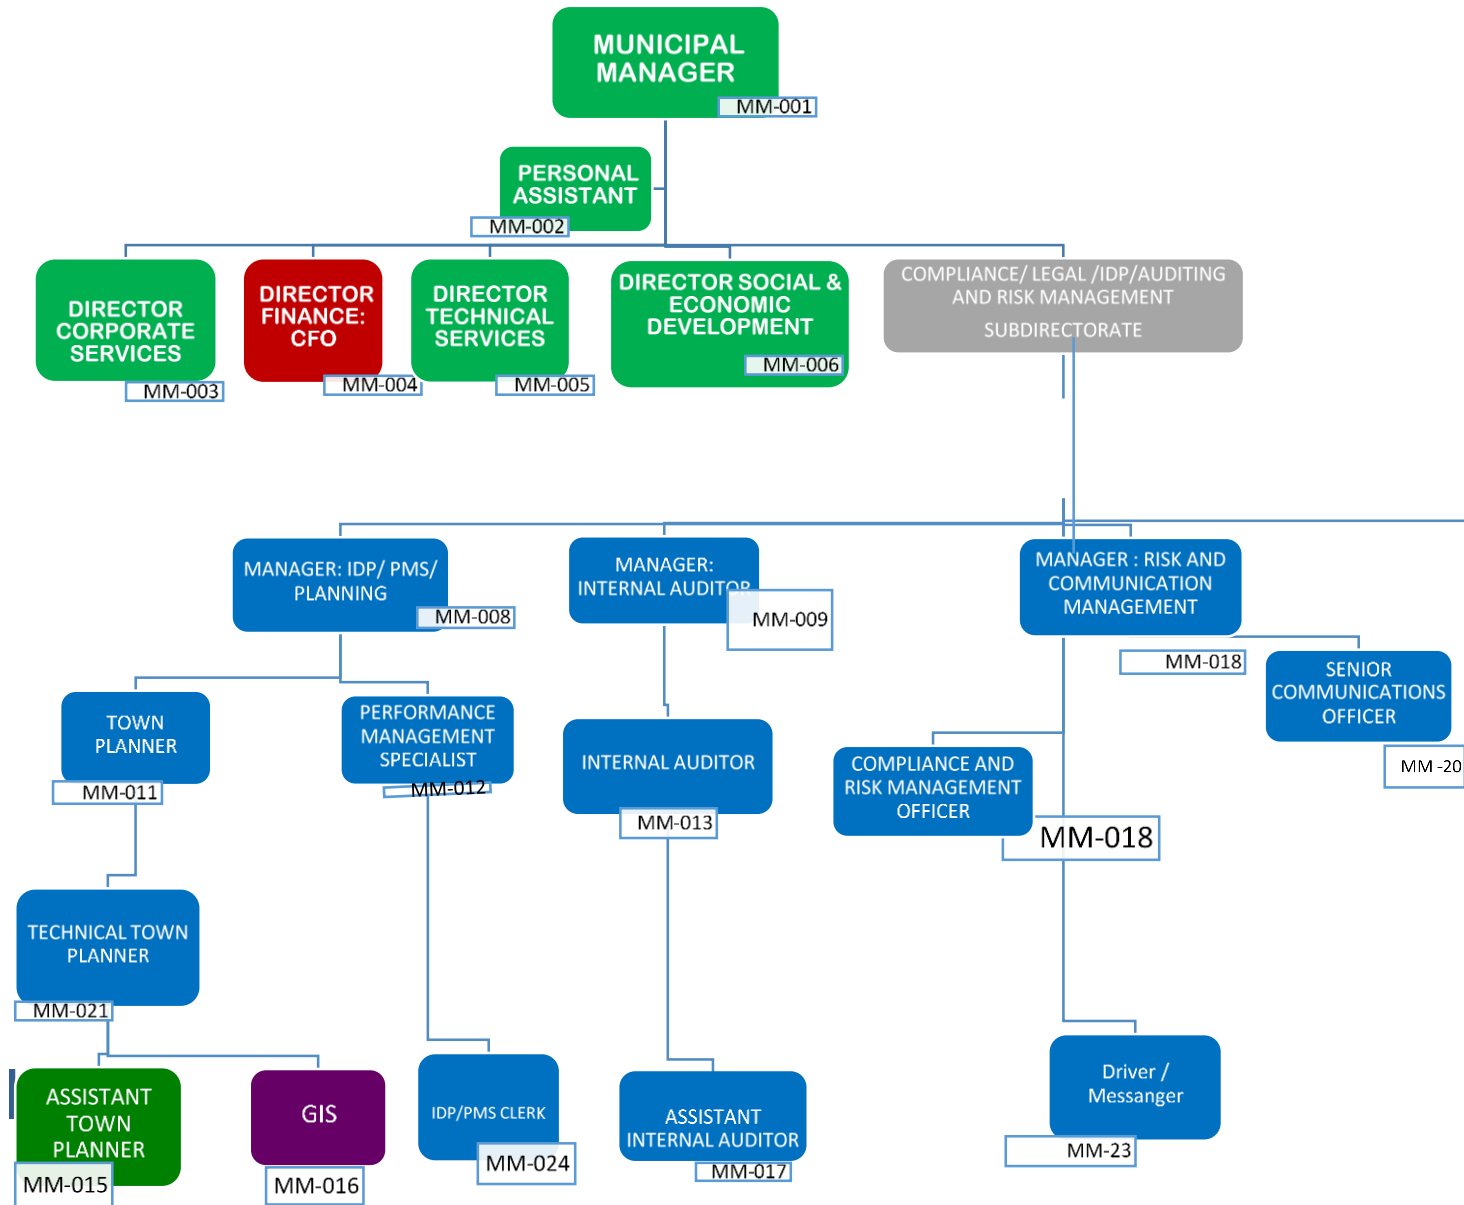 MUNICIPAL
MANAGER
MM-001
PERSONAL
ASSISTANT
MM-002
DIRECTOR
CORPORATE
SERVICES
MM-003
DIRECTOR
FINANCE:
CFO
MM-004
DIRECTOR
TECHNICAL
SERVICES
MM-005
DIRECTOR SOCIAL &
ECONOMIC
DEVELOPMENT
MM-006
COMPLIANCE/ LEGAL /IDP/AUDITING
AND RISK MANAGEMENT
SUBDIRECTORATE
MANAGER: IDP/ PMS/
PLANNING
MM-008
MANAGER:
INTERNAL AUDITOR
MM-009
MANAGER : RISK AND
COMMUNICATION
MANAGEMENT
MM-018
SENIOR
COMMUNICATIONS
OFFICER
MM -20
TOWN
PLANNER
MM-011
PERFORMANCE
MANAGEMENT
SPECIALIST
MM-012
INTERNAL AUDITOR
MM-013
COMPLIANCE AND
RISK MANAGEMENT
OFFICER
MM-018
TECHNICAL TOWN
PLANNER
MM-021
ASSISTANT
TOWN
PLANNER
MM-015
GIS
MM-016
IDP/PMS CLERK
MM-024
ASSISTANT
INTERNAL AUDITOR
MM-017
Driver /
Messanger
MM-23